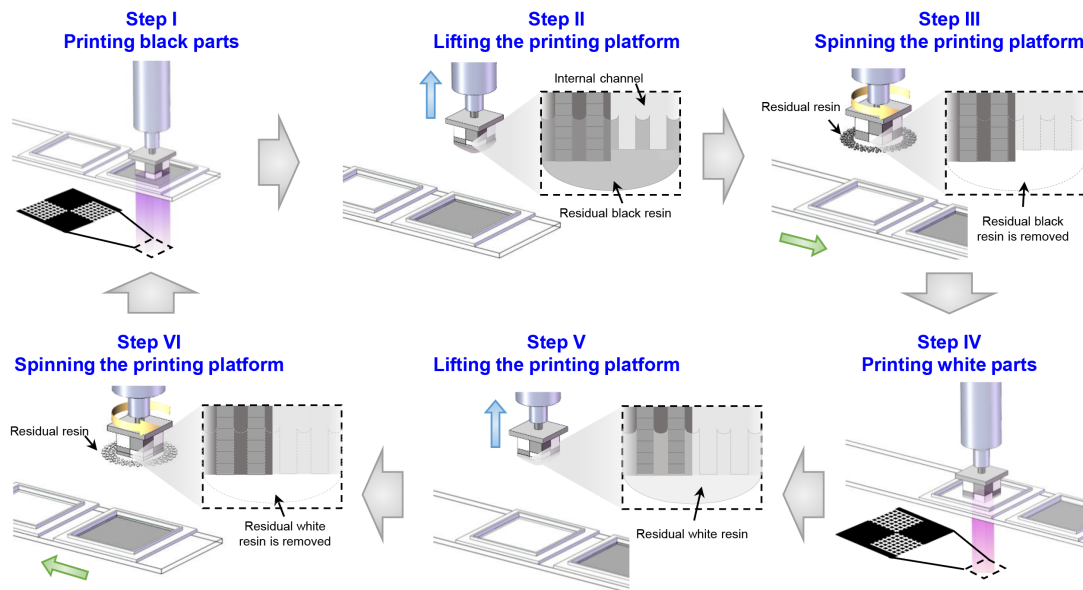 Step I
Printing black parts
Step II
Lifting the printing platform
Internal channel
Residual black resin
Step III
Spinning the printing platform
Residual resin
Residual black
resin is removed
Step VI
Spinning the printing platform
Residual resin
Residual white
resin is removed
Step V
Lifting the printing platform
Residual white resin
Step IV
Printing white parts